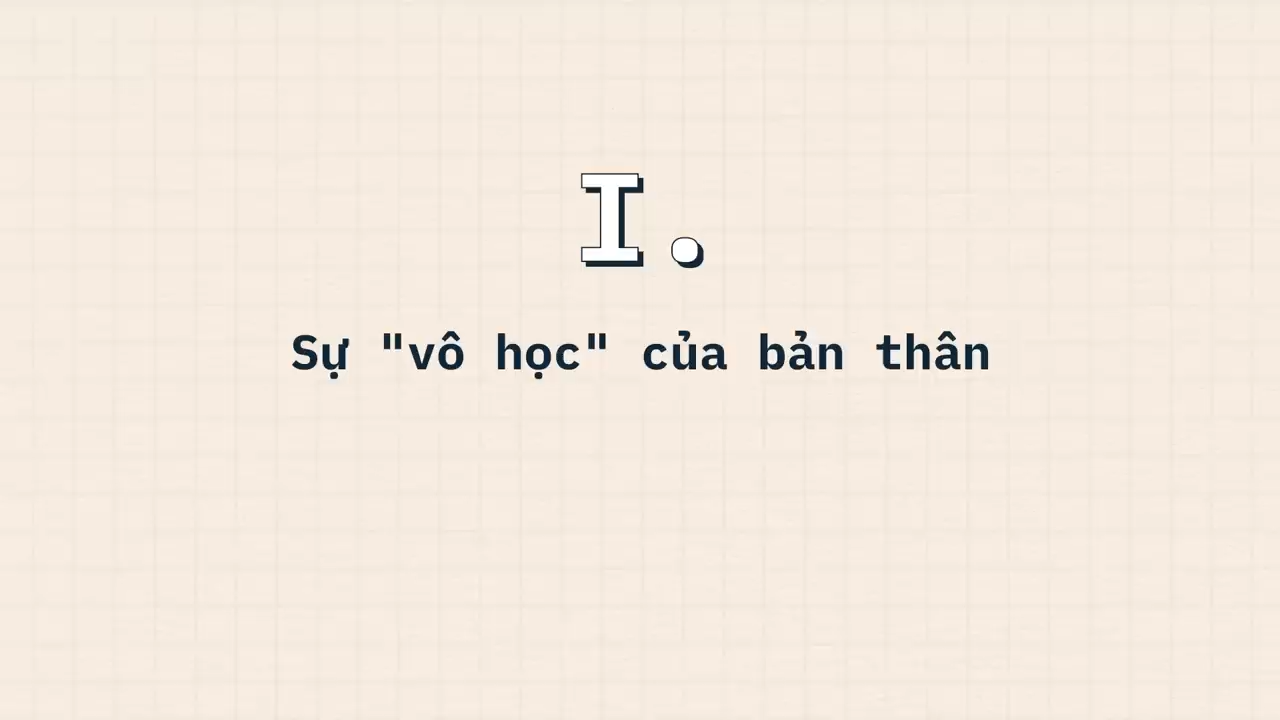 I.
Sự "vô học" của bản thân